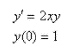 y' = 2xy
y(0) = 1